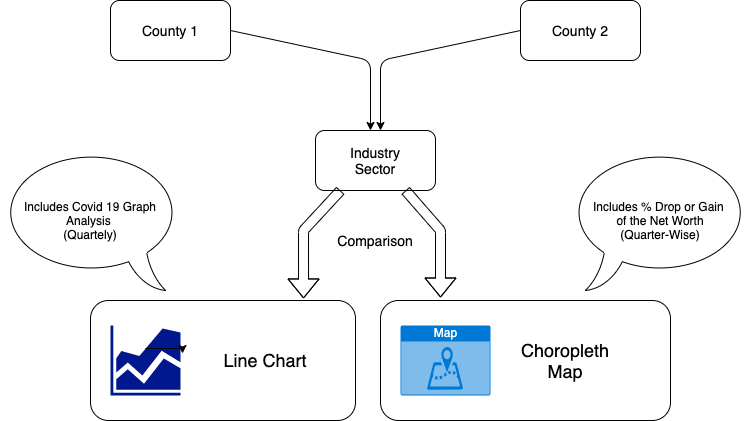 County 1
County 2
Industry
Sector
Includes Covid 19 Graph
Analysis
(Quartely)
Includes % Drop or Gain
of the Net Worth
(Quarter-Wise)
Comparison
Line Chart
Map
Choropleth
Map